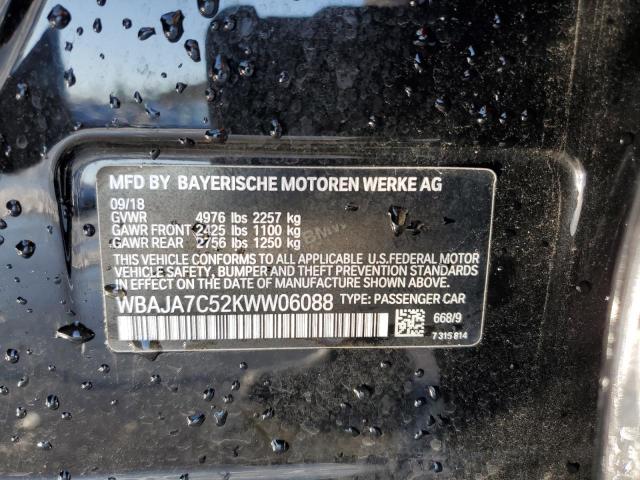 MFD BY BAYERISCHE MOTOREN WERKE AG
09/18
GVWR 4976 lbs 2257 kg
GAWR FRONT 2425 lbs 1100 kg
GAWR REAR 2756 lbs 1250 kg
THIS VEHICLE CONFORMS TO ALL APPLICABLE U.S.FEDERAL MOTOR
VEHICLE SAFETY, BUMPER AND THEFT PREVENTION STANDARDS IN
EFFECT ON THE DATE OF MANUFACTURE SHOWN ABOVE.
WBAJA7C52KWW06088 TYPE: PASSENGER CAR
668/9
7 315 814